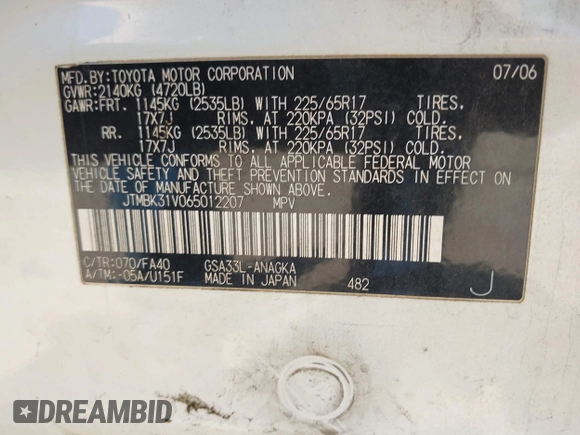 MFD.BY:TOYOTA MOTOR CORPORATION 07/06
GVWR:2140KG (4720LB)
GAWR:FRT. 1145KG (2535LB) WITH 225/65R17 TIRES.
17X7J RIMS. AT 220KPA (32PSI) COLD.
RR. 1145KG (2535LB) WITH 225/65R17 TIRES.
17X7J RIMS. AT 220KPA (32PSI) COLD.
THIS VEHICLE CONFORMS TO ALL APPLICABLE FEDERAL MOTOR
VEHICLE SAFETY AND THEFT PREVENTION STANDARDS IN EFFECT ON
THE DATE OF MANUFACTURE SHOWN ABOVE.
JTMBK31V065012207 MPV
C/TR:070/FA40 GSA33L-ANAGKA
A/TM:-05A/U151F MADE IN JAPAN 482 J
DREAMBID